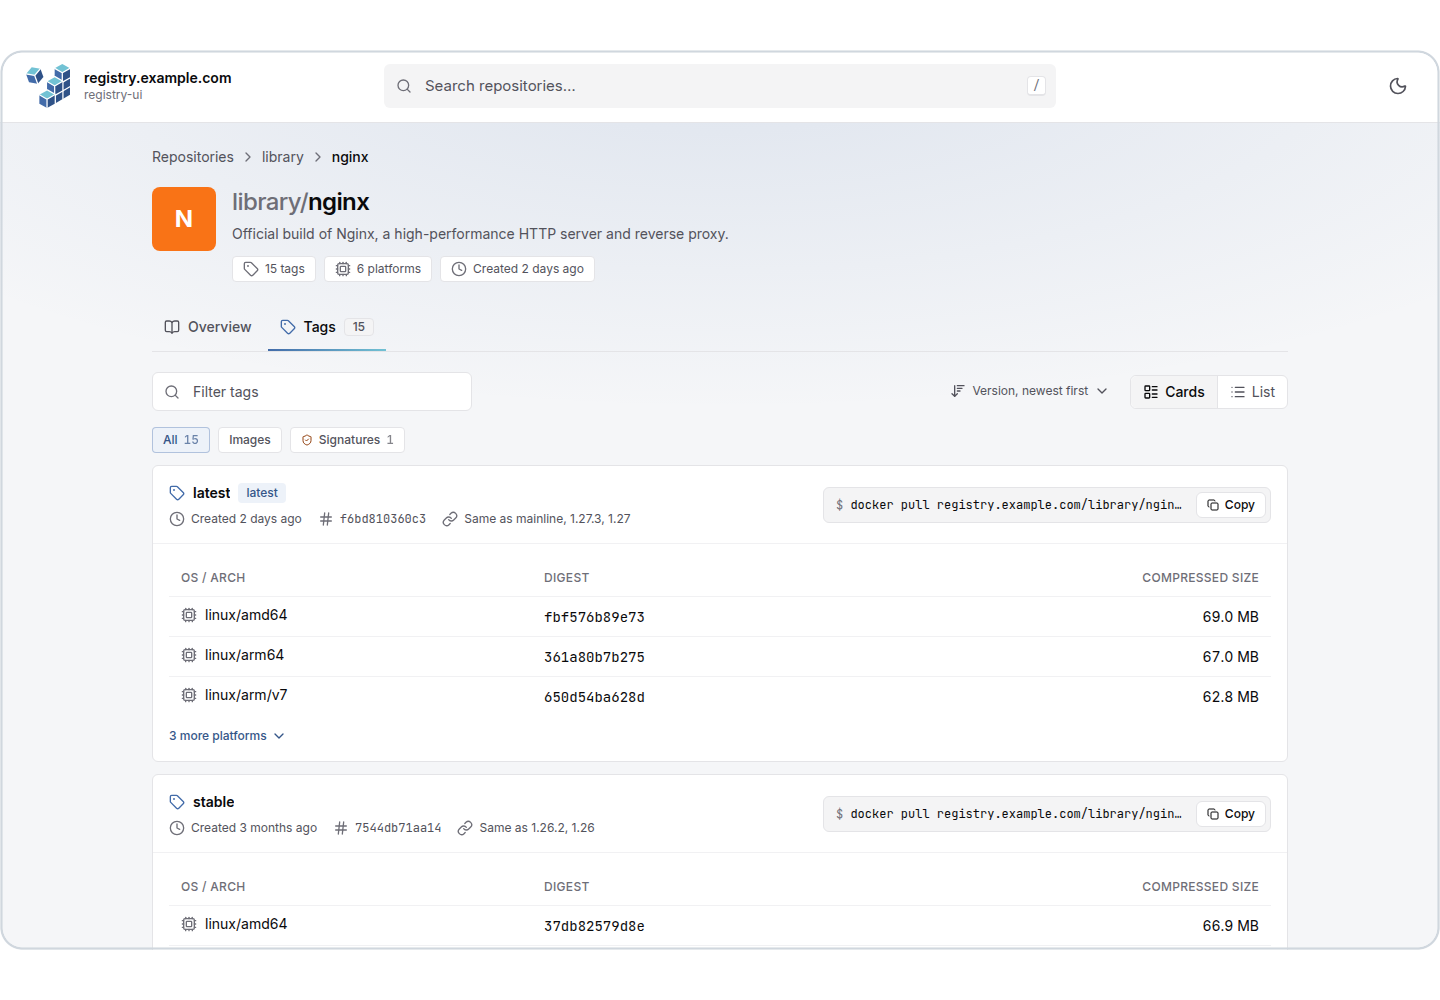 registry.example.com
registry-ui
Search repositories...
/
Repositories > library > nginx
N
library/nginx
Official build of Nginx, a high-performance HTTP server and reverse proxy.
15 tags
6 platforms
Created 2 days ago
Overview
Tags 15
Filter tags
Version, newest first
Cards
List
All 15
Images
Signatures 1
latest latest
Created 2 days ago
# f6bd810360c3
Same as mainline, 1.27.3, 1.27
$ docker pull registry.example.com/library/ngin…
Copy
OS / ARCH DIGEST COMPRESSED SIZE
linux/amd64 fbf576b89e73 69.0 MB
linux/arm64 361a80b7b275 67.0 MB
linux/arm/v7 650d54ba628d 62.8 MB
3 more platforms
stable
Created 3 months ago
# 7544db71aa14
Same as 1.26.2, 1.26
$ docker pull registry.example.com/library/ngin…
Copy
OS / ARCH DIGEST COMPRESSED SIZE
linux/amd64 37db82579d8e 66.9 MB